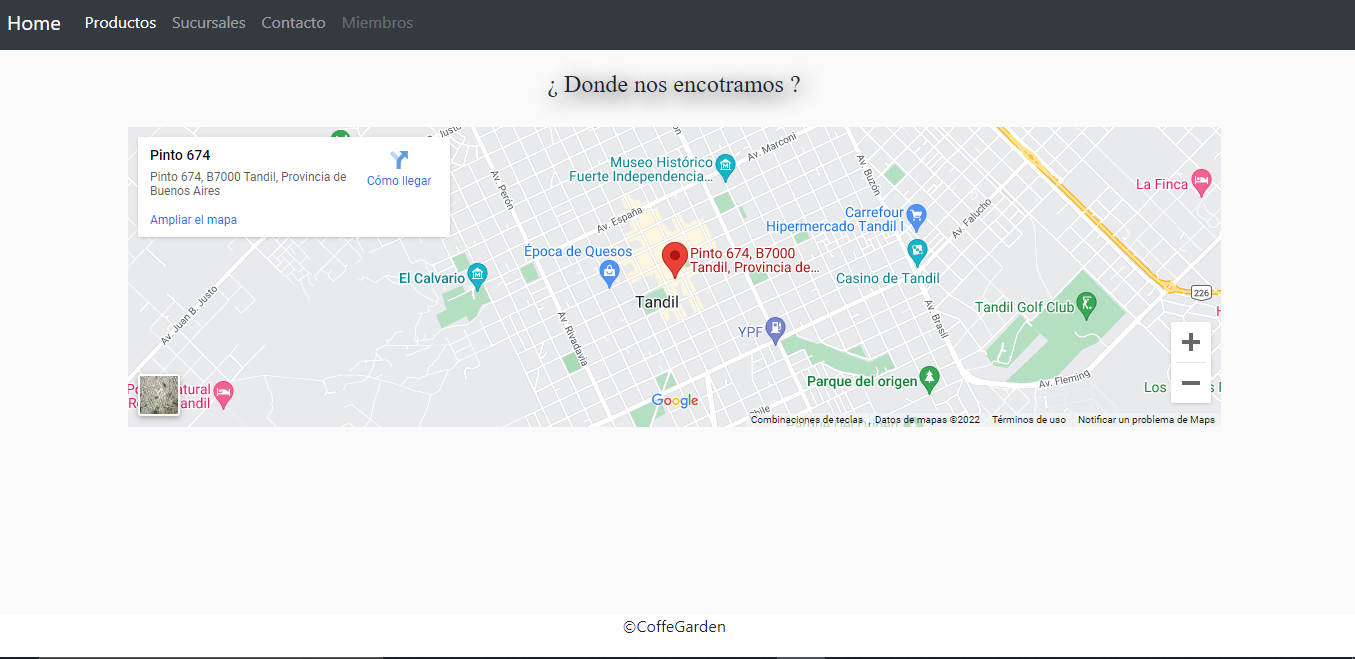 Home Productos Sucursales Contacto Miembros
¿ Donde nos encotramos ?
Pinto 674
Pinto 674, B7000 Tandil, Provincia de
Buenos Aires
Cómo llegar
Ampliar el mapa
Av. Marconi
Museo Histórico
Fuerte Independencia...
Av. Perón
Av. Buzón
La Finca
Av. España
Carrefour
Hipermercado Tandil I
Av. Falucho
Época de Quesos
Pinto 674, B7000
Tandil, Provincia de...
El Calvario
Casino de Tandil
Av. Juan B. Justo
Tandil
226
Tandil Golf Club
Av. Rivadavia
Av. Brasil
YPF
Parque del origen
Av. Fleming
Los
Google
Chile
Combinaciones de teclas Datos de mapas ©2022 Términos de uso Notificar un problema de Maps
©CoffeGarden